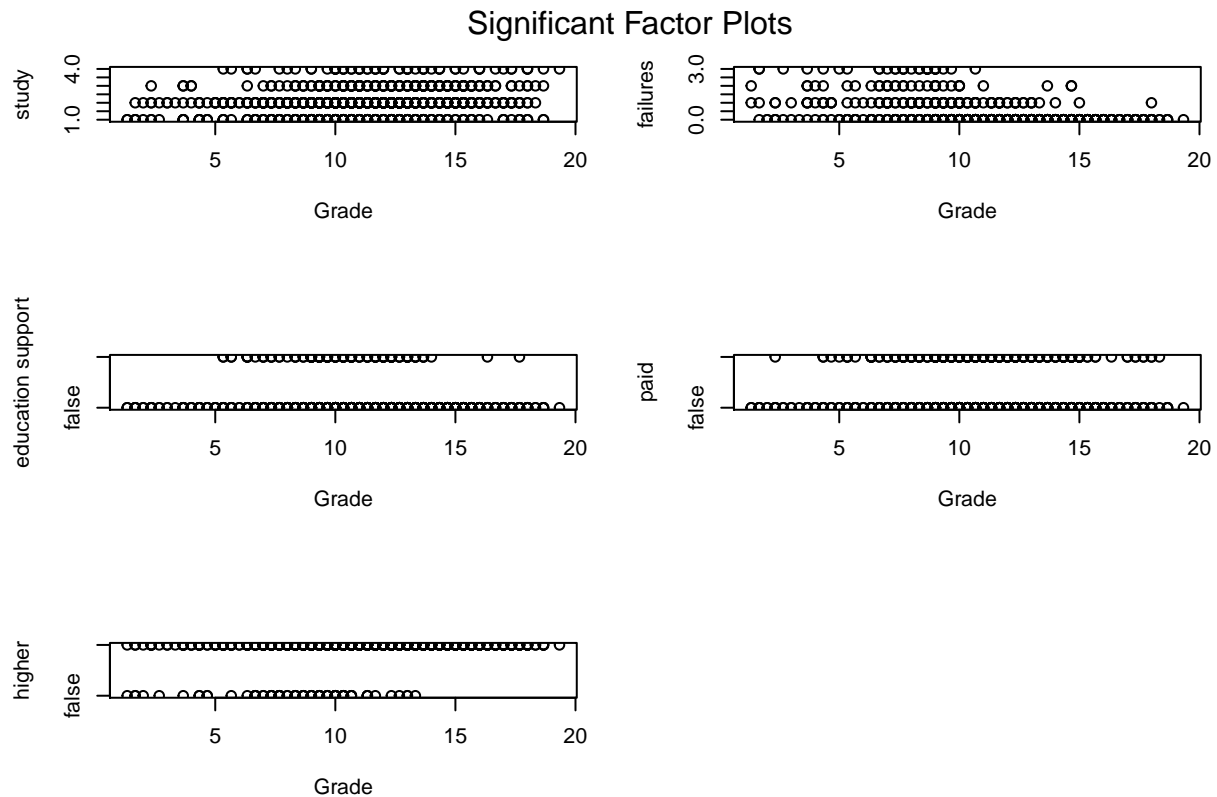 Significant Factor Plots
study
4.0
1.0
5 10 15 20
Grade
failures
3.0
0.0
5 10 15 20
Grade
education support
false
5 10 15 20
Grade
paid
false
5 10 15 20
Grade
higher
false
5 10 15 20
Grade